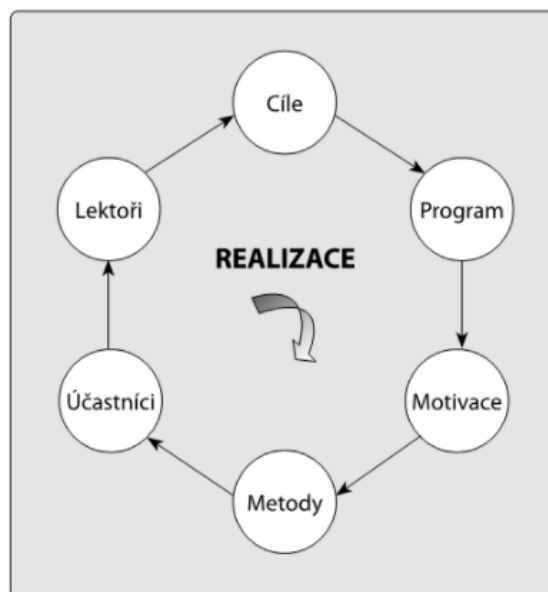 Cíle
Lektoři
Program
REALIZACE
Účastníci
Motivace
Metody